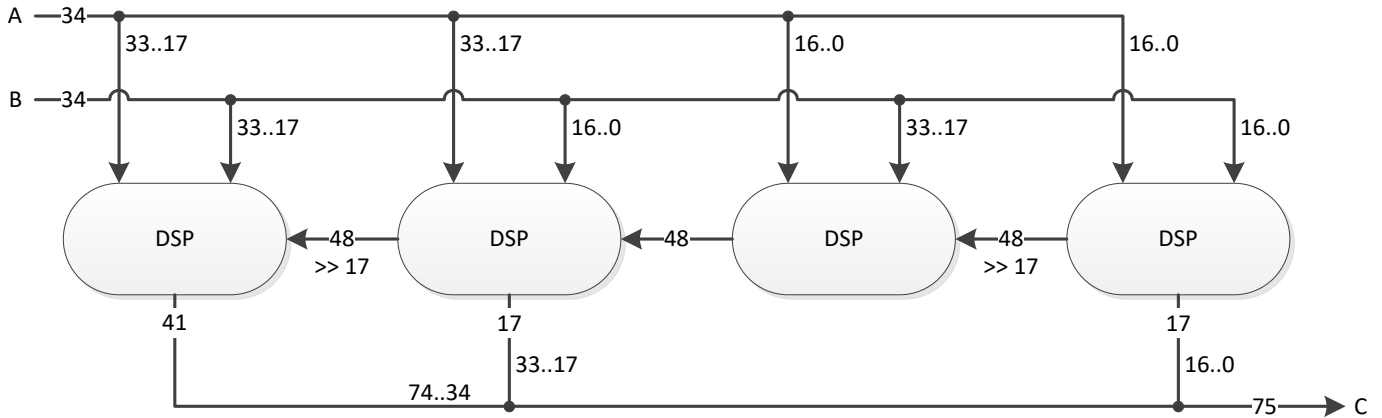 A 34
33..17 33..17 16..0 16..0
B 34
33..17 16..0 33..17 16..0
DSP 48 DSP 48 DSP 48 DSP
>> 17 >> 17
41 17 17
33..17 16..0
74..34 75 C